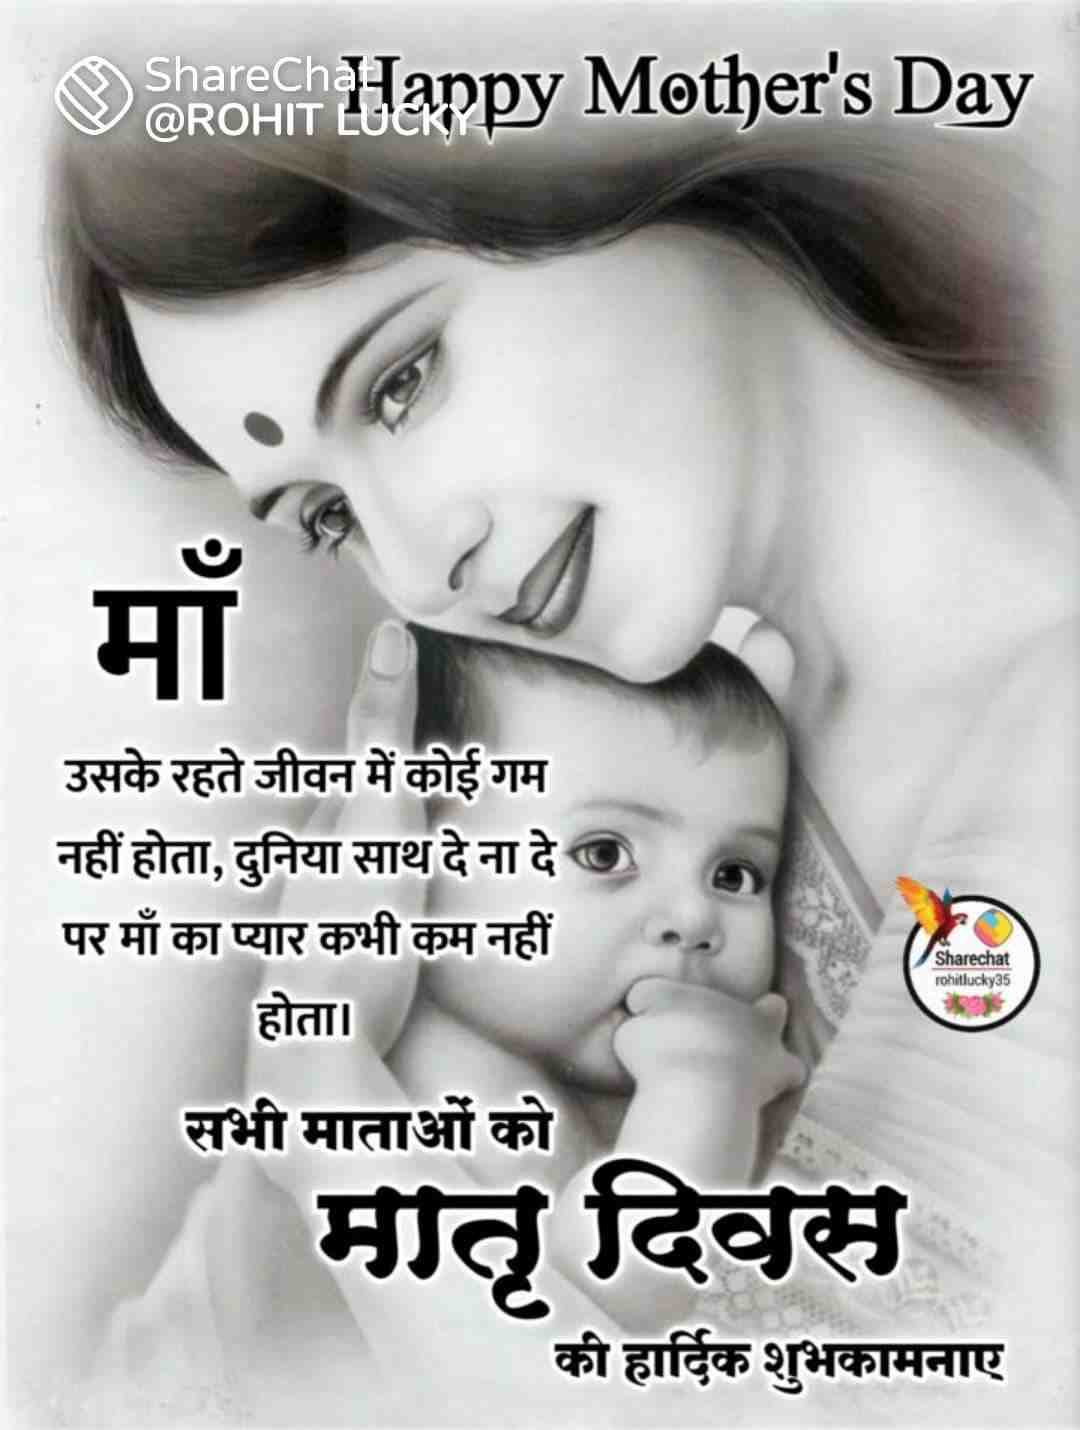 ShareChat
@ROHIT LUCKY
Happy Mother's Day
माँ
उसके रहते जीवन में कोई गम
नहीं होता, दुनिया साथ दे ना दे
पर माँ का प्यार कभी कम नहीं
होता।
Sharechat
rohitlucky35
सभी माताओं को
मातृ दिवस
की हार्दिक शुभकामनाए